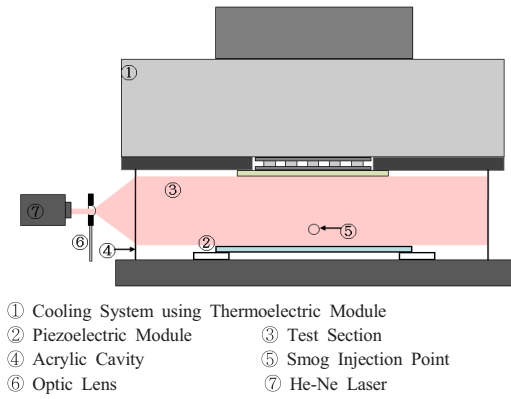 ①
③
⑦
⑥
④
②
⑤
① Cooling System using Thermoelectric Module
② Piezoelectric Module ③ Test Section
④ Acrylic Cavity ⑤ Smog Injection Point
⑥ Optic Lens ⑦ He-Ne Laser